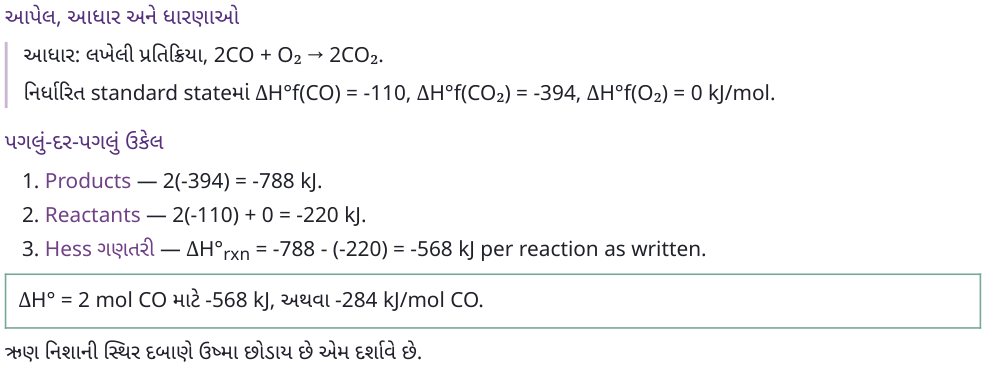 આપેલ, આધાર અને ધારણાઓ
આધાર: લખેલી પ્રતિક્રિયા, 2CO + O₂ → 2CO₂.
નિર્ધારિત standard stateમાં ΔH°f(CO) = -110, ΔH°f(CO₂) = -394, ΔH°f(O₂) = 0 kJ/mol.
પગલું-દર-પગલું ઉકેલ
1. Products — 2(-394) = -788 kJ.
2. Reactants — 2(-110) + 0 = -220 kJ.
3. Hess ગણતરી — ΔH°rxn = -788 - (-220) = -568 kJ per reaction as written.
ΔH° = 2 mol CO માટે -568 kJ, અથવા -284 kJ/mol CO.
ઋણ નિશાની સ્થિર દબાણે ઉષ્મા છોડાય છે એમ દર્શાવે છે.